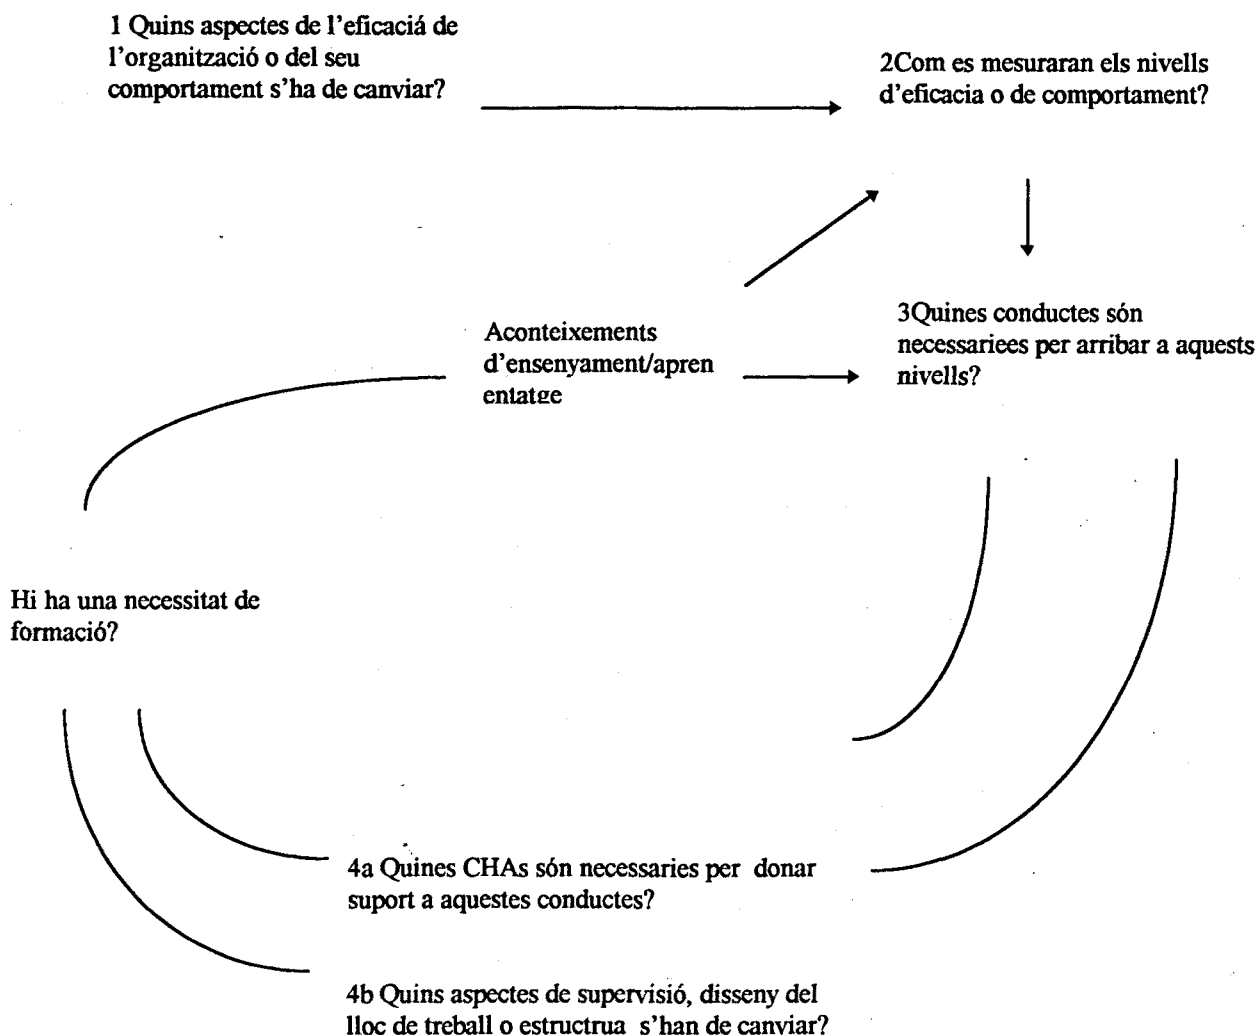 1 Quins aspectes de l'eficaciá de
l'organització o del seu
comportament s'ha de canviar?
2Com es mesuraran els nivells
d'eficacia o de comportament?
Aconteixements
d'ensenyament/apren
entatge
3Quines conductes són
necessariees per arribar a aquests
nivells?
Hi ha una necessitat de
formació?
4a Quines CHAs són necessaries per donar
suport a aquestes conductes?
4b Quins aspectes de supervisió, disseny del
lloc de treball o estructrua s'han de canviar?